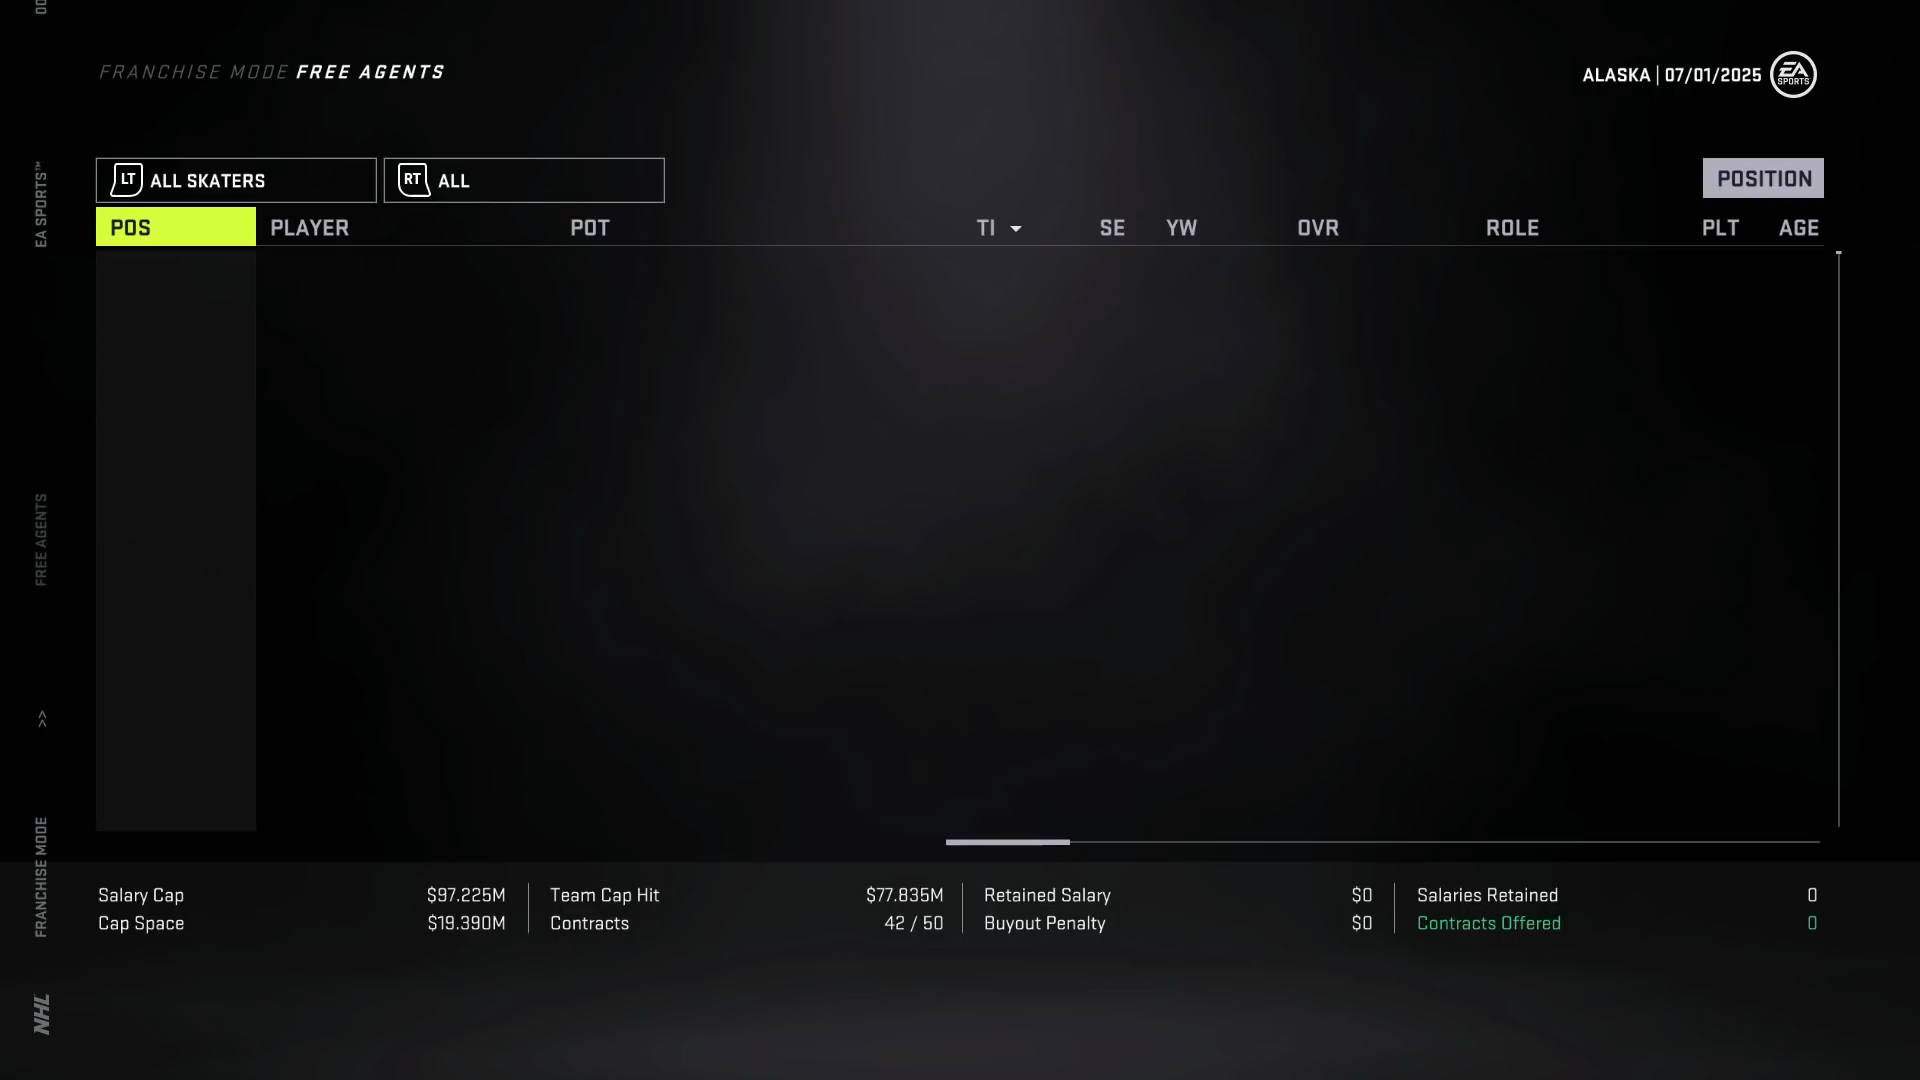 FRANCHISE MODE FREE AGENTS
ALASKA | 07/01/2025
EA SPORTS
LT ALL SKATERS
RT ALL
POSITION
POS PLAYER POT TI SE YW OVR ROLE PLT AGE
Salary Cap $97.225M
Cap Space $19.390M
Team Cap Hit $77.835M
Contracts 42 / 50
Retained Salary $0
Buyout Penalty $0
Salaries Retained 0
Contracts Offered 0
NHL
FRANCHISE MODE
>>
FREE AGENTS
EA SPORTS™